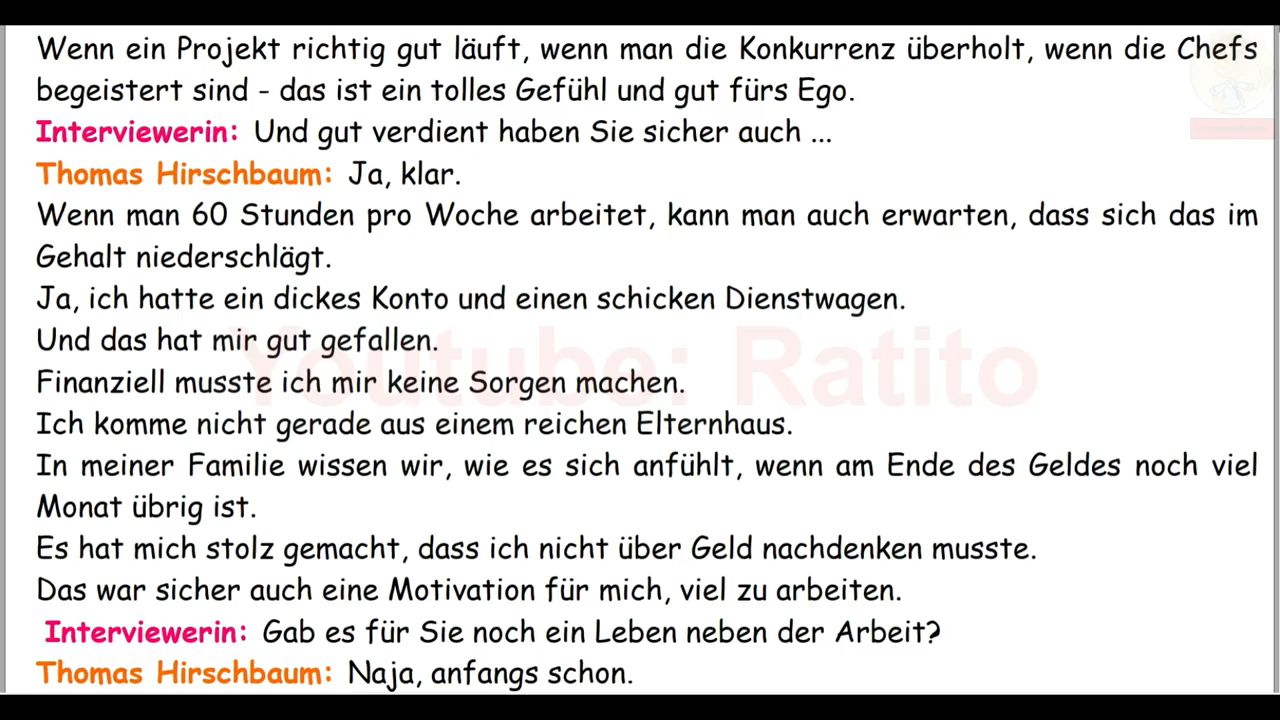 Wenn ein Projekt richtig gut läuft, wenn man die Konkurrenz überholt, wenn die Chefs
begeistert sind - das ist ein tolles Gefühl und gut fürs Ego.
Interviewerin: Und gut verdient haben Sie sicher auch ...
Thomas Hirschbaum: Ja, klar.
Wenn man 60 Stunden pro Woche arbeitet, kann man auch erwarten, dass sich das im
Gehalt niederschlägt.
Ja, ich hatte ein dickes Konto und einen schicken Dienstwagen.
Und das hat mir gut gefallen.
Youtube: Ratito
Finanziell musste ich mir keine Sorgen machen.
Ich komme nicht gerade aus einem reichen Elternhaus.
In meiner Familie wissen wir, wie es sich anfühlt, wenn am Ende des Geldes noch viel
Monat übrig ist.
Es hat mich stolz gemacht, dass ich nicht über Geld nachdenken musste.
Das war sicher auch eine Motivation für mich, viel zu arbeiten.
Interviewerin: Gab es für Sie noch ein Leben neben der Arbeit?
Thomas Hirschbaum: Naja, anfangs schon.